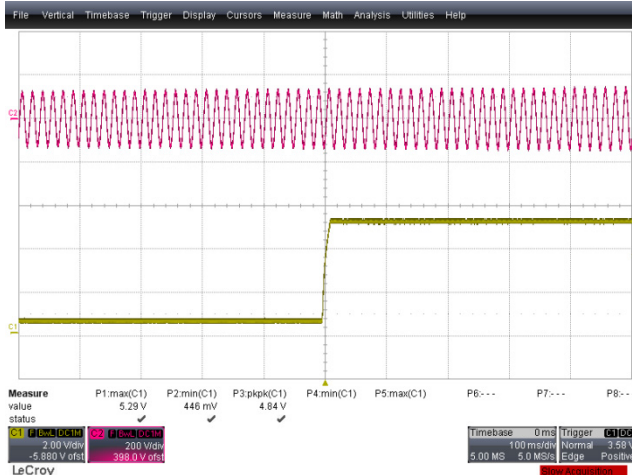 File Vertical Timebase Trigger Display Cursors Measure Math Analysis Utilities Help
C2
C1
Measure P1:max(C1) P2:min(C1) P3:pkpk(C1) P4:min(C1) P5:max(C1) P6:--- P7:--- P8:---
value 5.29 V 446 mV 4.84 V
status
C1 F BwL DC1M C2 F BwL DC1M Timebase 0 ms Trigger C1 DC
2.00 V/div 200 V/div 100 ms/div Normal 3.58 V
-5.880 V ofst 398.0 V ofst 5.00 MS 5.0 MS/s Edge Positive
LeCroy Slow Acquisition